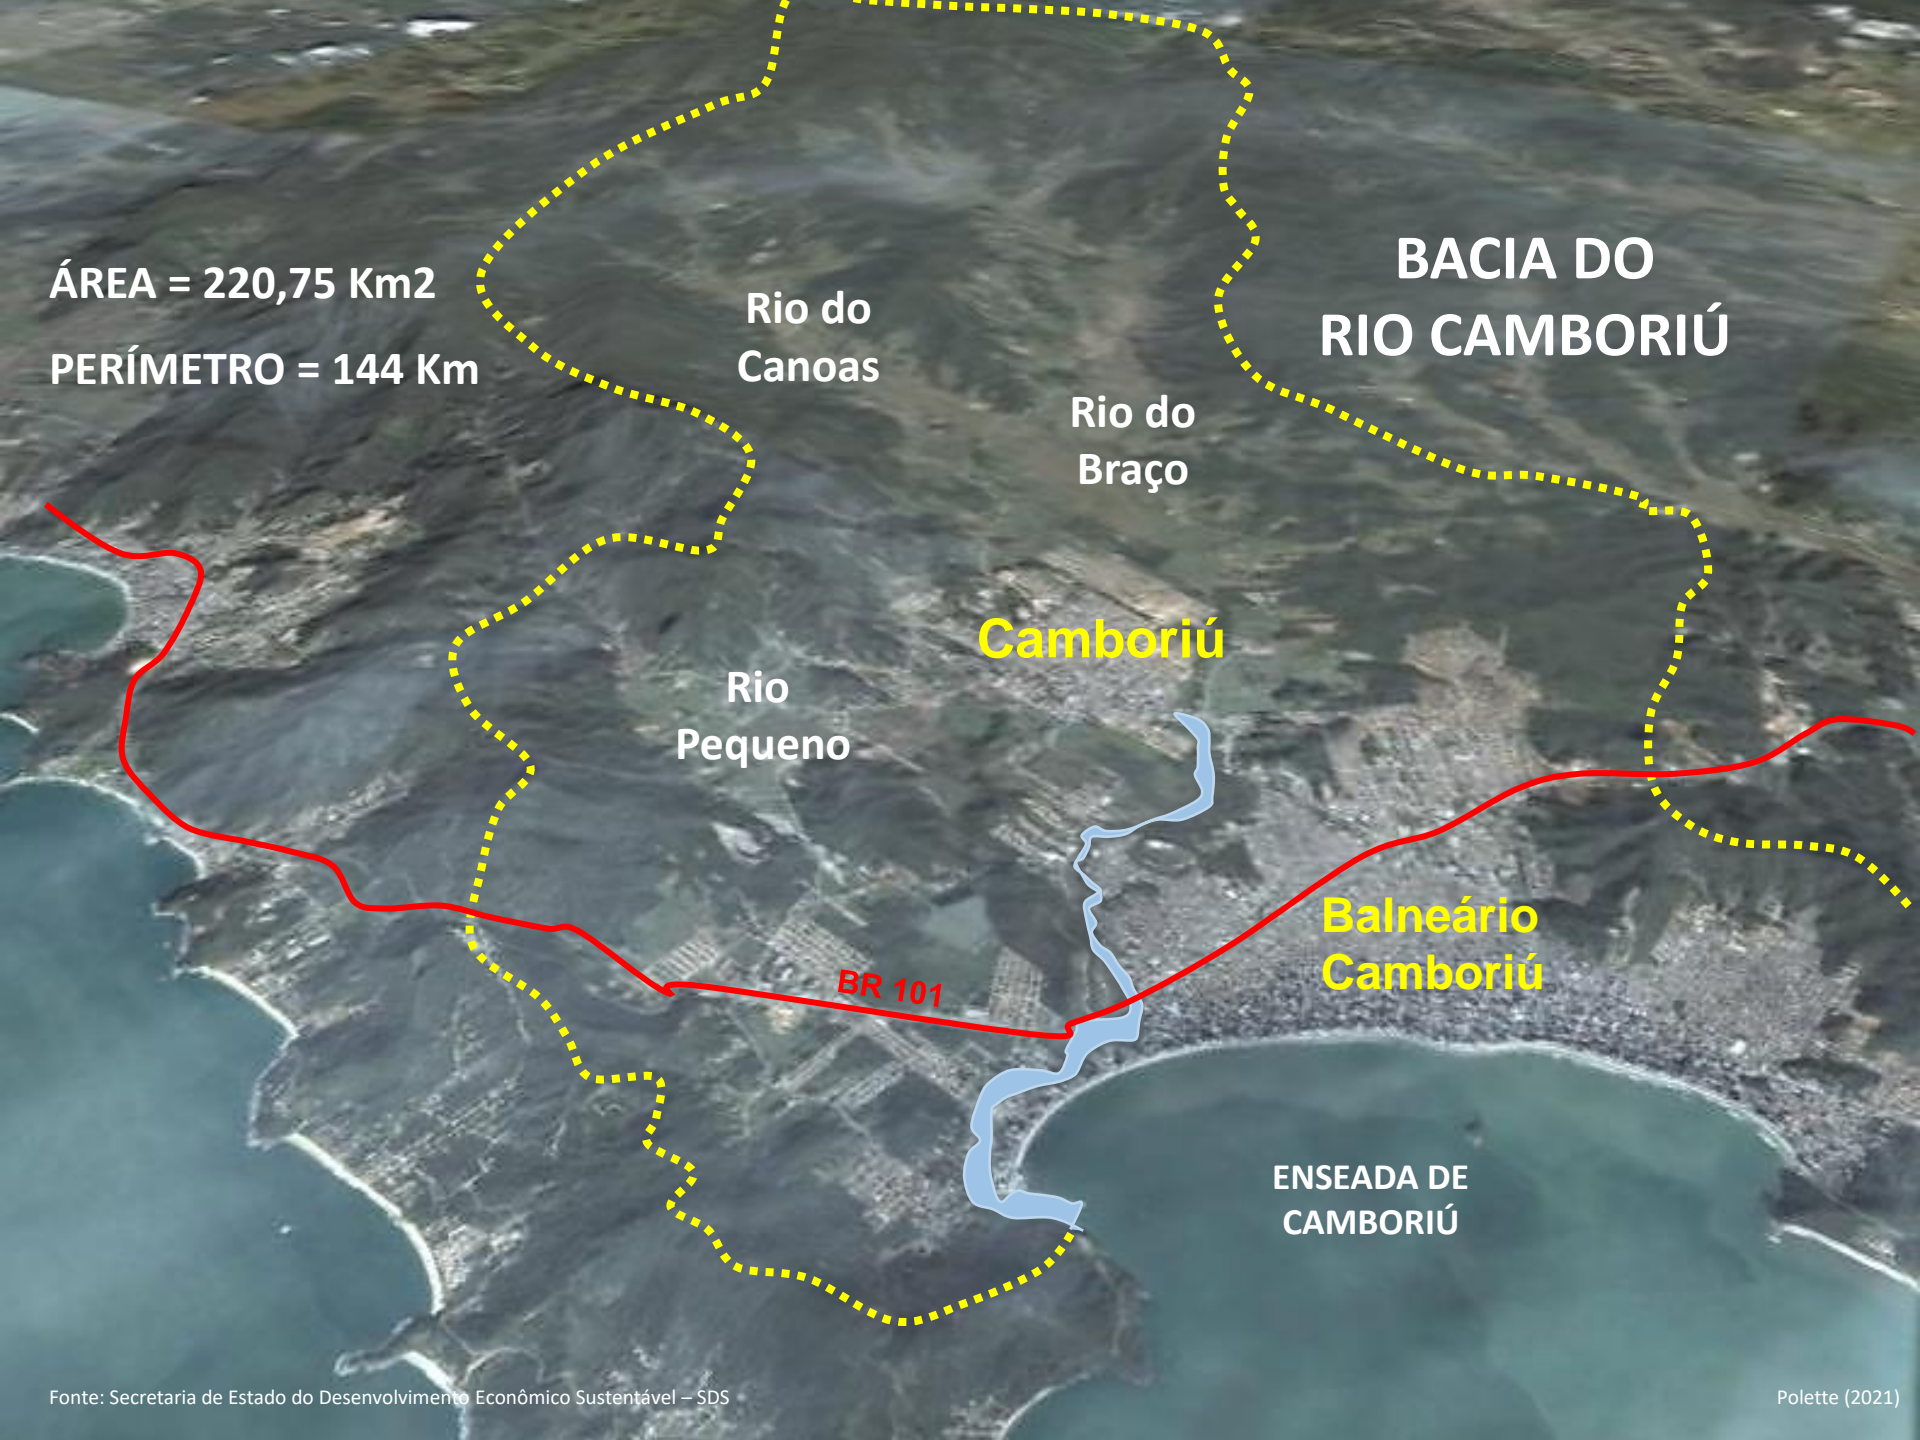 BACIA DO
RIO CAMBORIÚ
ÁREA = 220,75 Km2
PERÍMETRO = 144 Km
Rio do
Canoas
Rio do
Braço
Camboriú
Rio
Pequeno
Balneário
Camboriú
BR 101
ENSEADA DE
CAMBORIÚ
Fonte: Secretaria de Estado do Desenvolvimento Econômico Sustentável – SDS
Polette (2021)